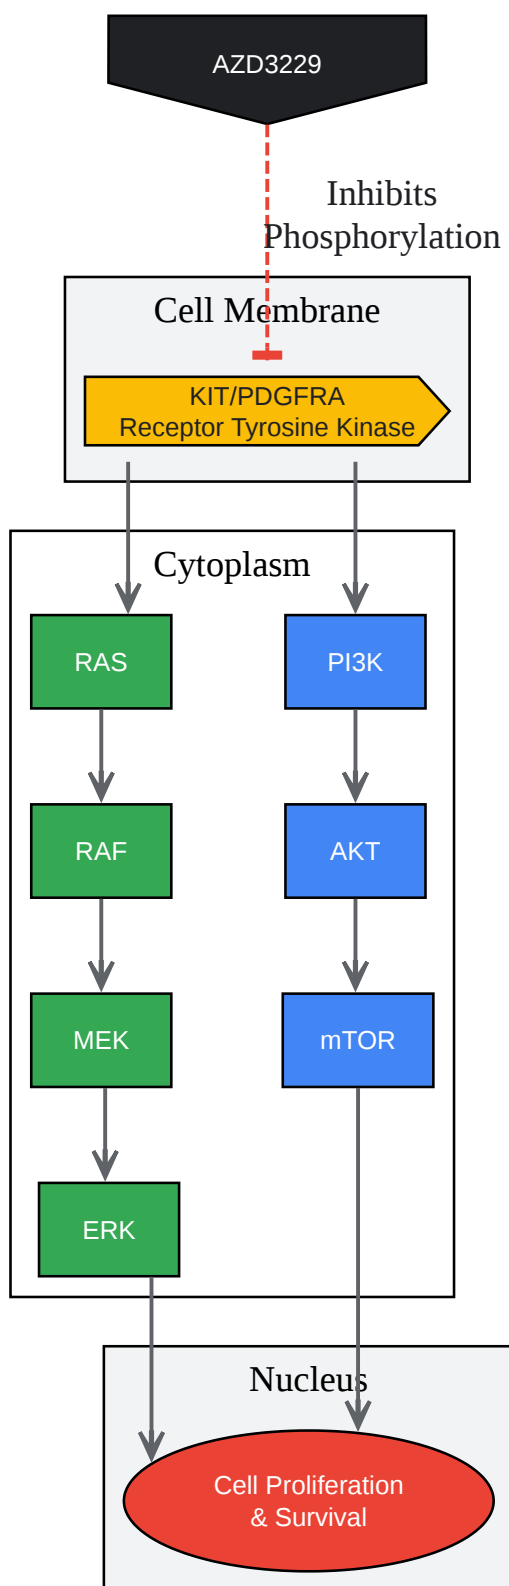 AZD3229
Inhibits
Phosphorylation
Cell Membrane
KIT/PDGFRA
Receptor Tyrosine Kinase
Cytoplasm
RAS
PI3K
RAF
AKT
MEK
mTOR
ERK
Nucleus
Cell Proliferation
& Survival